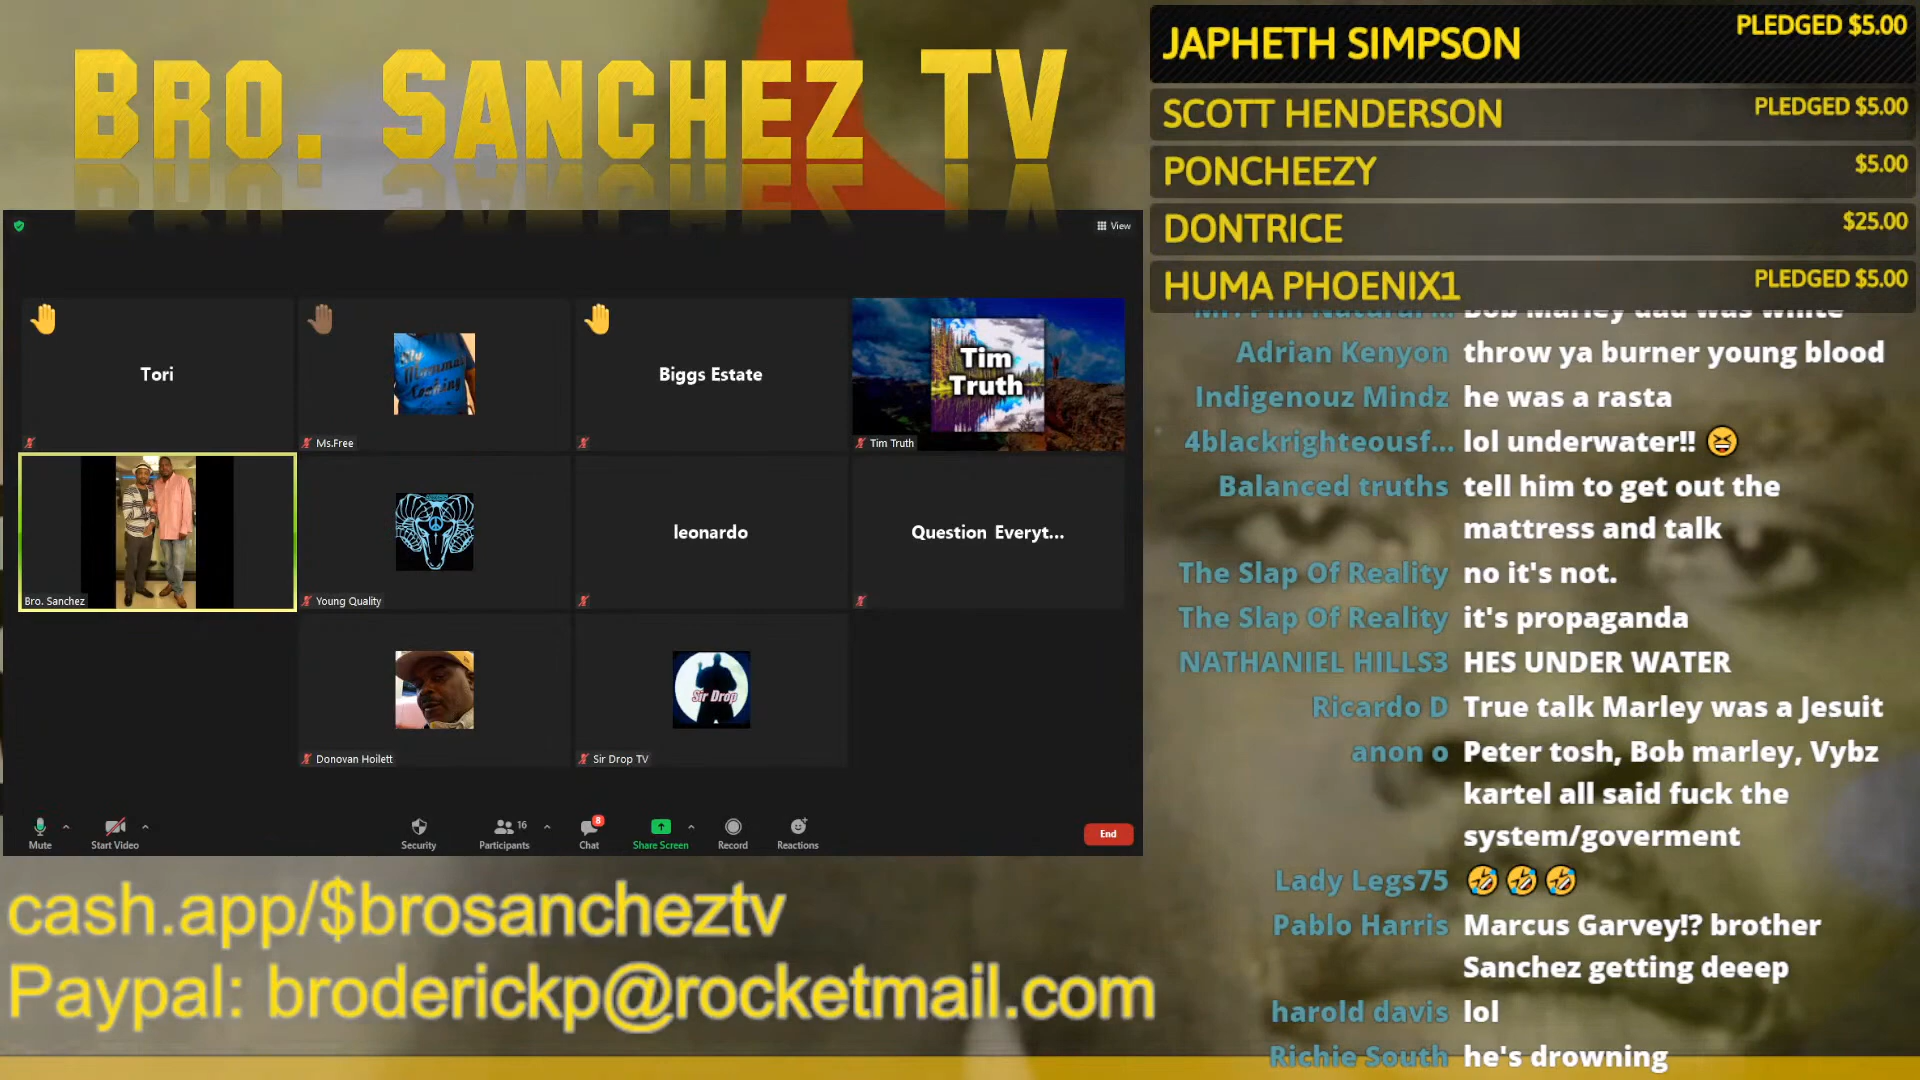 BRO. SANCHEZ TV
View
Tori
Ms.Free
Biggs Estate
Tim
Truth
Tim Truth
Bro. Sanchez
Young Quality
leonardo
Question Everyt...
Donovan Hoilett
Sir Drop
Sir Drop TV
Mute
Start Video
Security
16
Participants
8
Chat
Share Screen
Record
Reactions
End
cash.app/$brosancheztv
Paypal: broderickp@rocketmail.com
JAPHETH SIMPSON PLEDGED $5.00
SCOTT HENDERSON PLEDGED $5.00
PONCHEEZY $5.00
DONTRICE $25.00
HUMA PHOENIX1 PLEDGED $5.00
Bob Marley dad was white
Adrian Kenyon throw ya burner young blood
Indigenouz Mindz he was a rasta
4blackrighteousf... lol underwater!! 😆
Balanced truths tell him to get out the
mattress and talk
The Slap Of Reality no it's not.
The Slap Of Reality it's propaganda
NATHANIEL HILLS3 HES UNDER WATER
Ricardo D True talk Marley was a Jesuit
anon o Peter tosh, Bob marley, Vybz
kartel all said fuck the
system/goverment
Lady Legs75 🤣🤣🤣
Pablo Harris Marcus Garvey!? brother
Sanchez getting deeep
harold davis lol
Richie South he's drowning